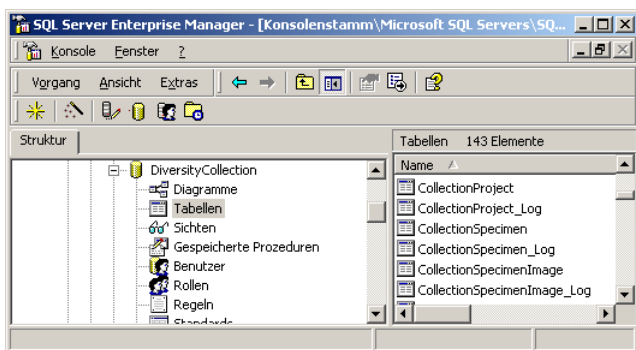 SQL Server Enterprise Manager - [Konsolenstamm\Microsoft SQL Servers\SQ...
Konsole Fenster ?
Vorgang Ansicht Extras
Struktur
Tabellen 143 Elemente
DiversityCollection
Diagramme
Tabellen
Sichten
Gespeicherte Prozeduren
Benutzer
Rollen
Regeln
Standards
Name
CollectionProject
CollectionProject_Log
CollectionSpecimen
CollectionSpecimen_Log
CollectionSpecimenImage
CollectionSpecimenImage_Log